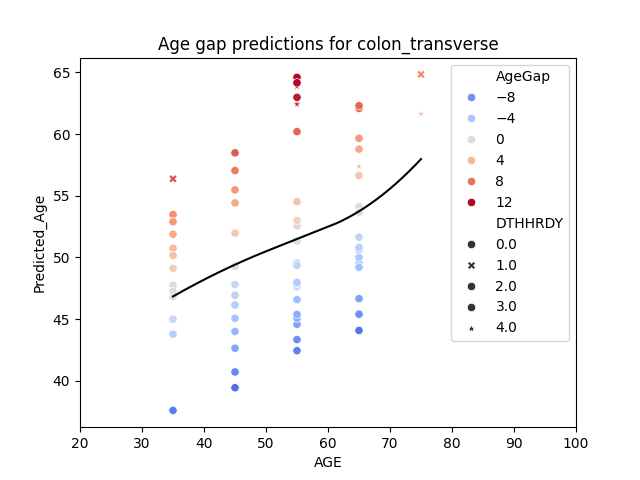 Age gap predictions for colon_transverse
Predicted_Age
65
60
55
50
45
40
20 30 40 50 60 70 80 90 100
AGE
AgeGap
−8
−4
0
4
8
12
DTHHRDY
0.0
1.0
2.0
3.0
4.0